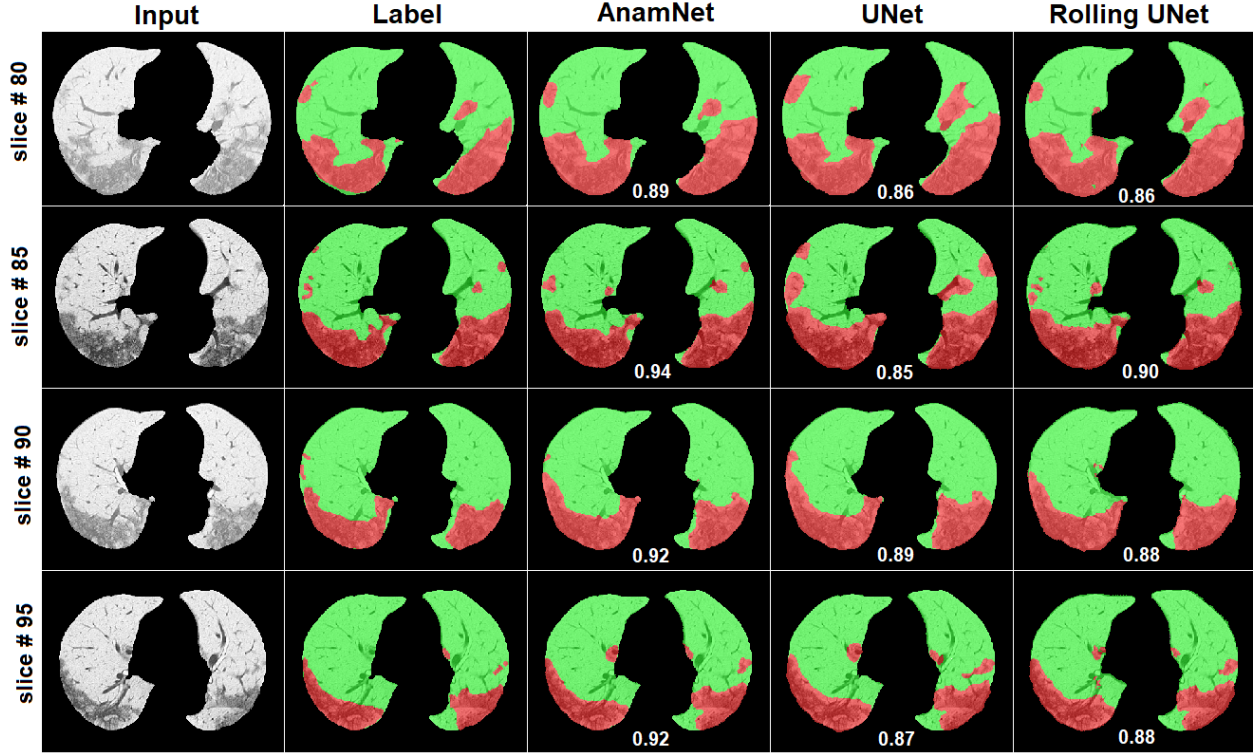 Input Label AnamNet UNet Rolling UNet
slice # 80
0.89 0.86 0.86
slice # 85
0.94 0.85 0.90
slice # 90
0.92 0.89 0.88
slice # 95
0.92 0.87 0.88